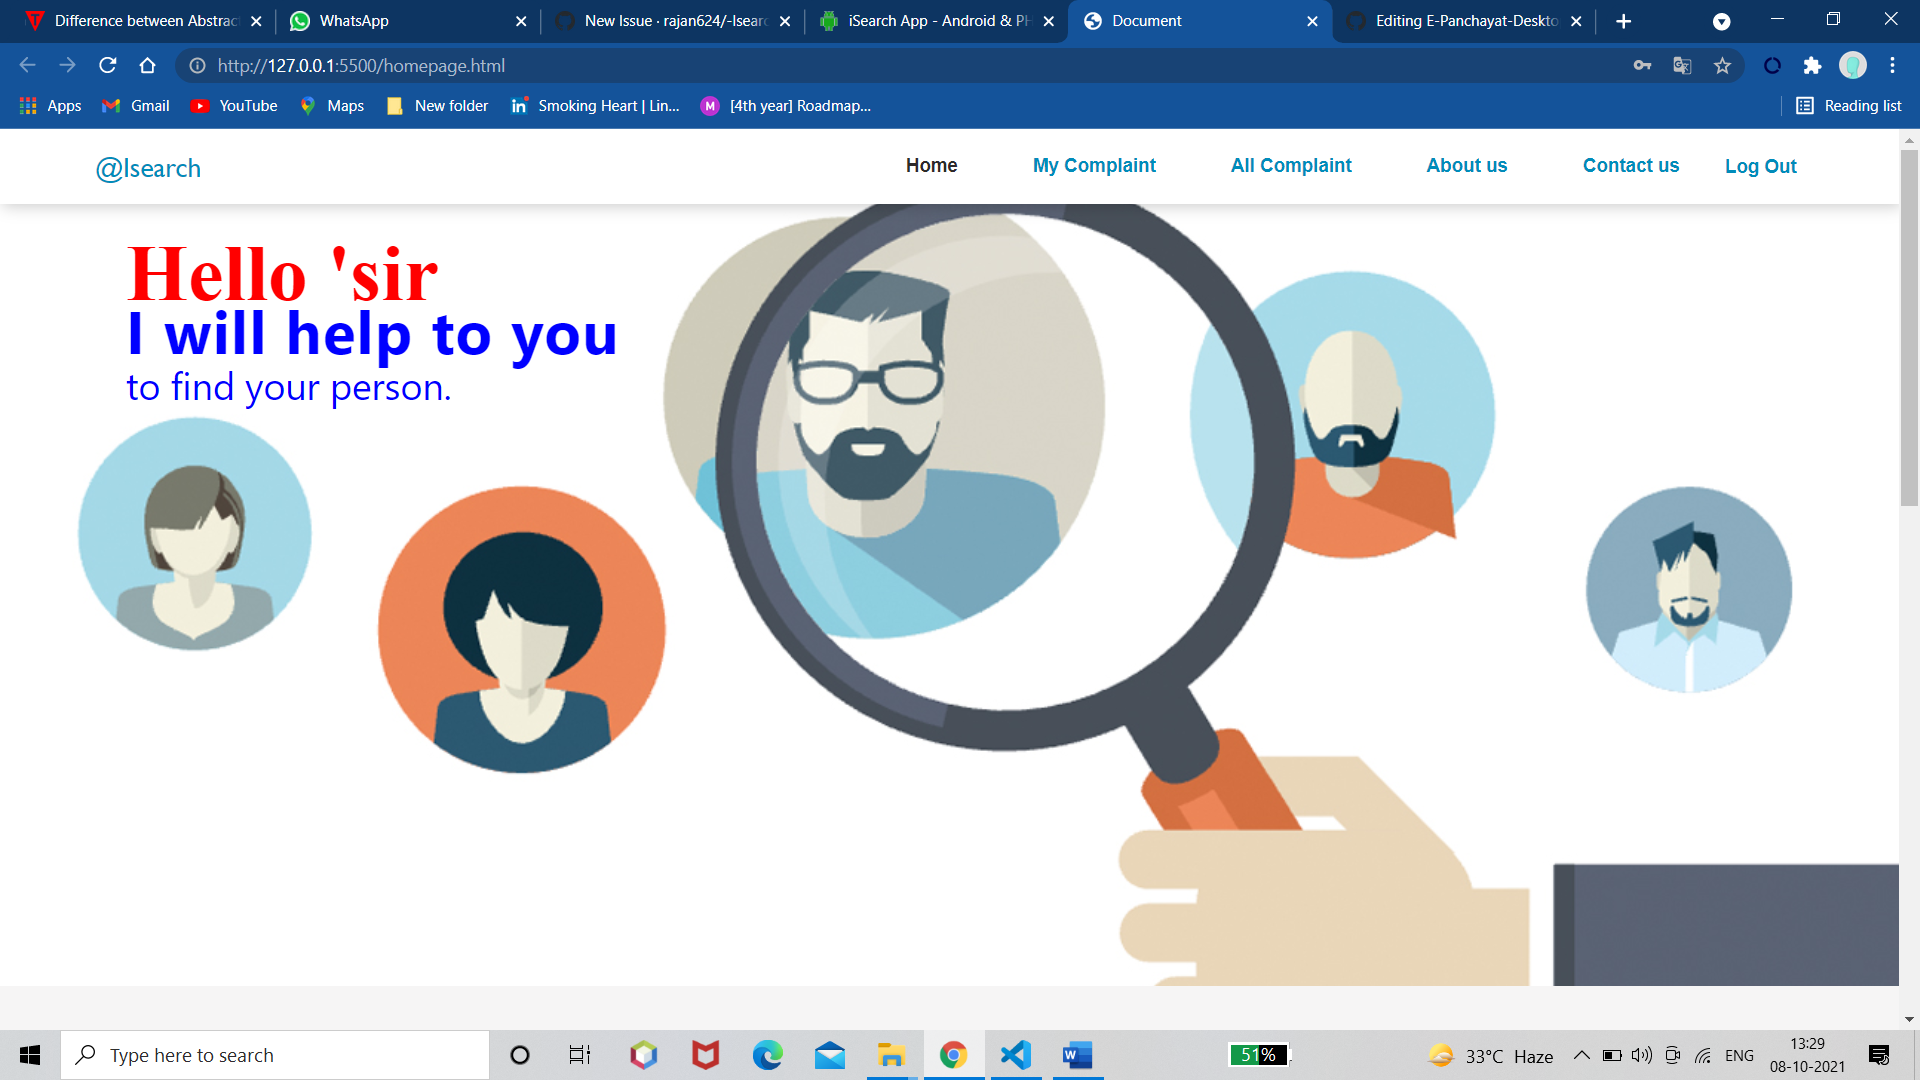 Difference between Abstrac
WhatsApp
New Issue · rajan624/-Isearc
iSearch App - Android & PH
Document
Editing E-Panchayat-Deskto
http://127.0.0.1:5500/homepage.html
Apps
Gmail
YouTube
Maps
New folder
Smoking Heart | Lin...
M
[4th year] Roadmap...
Reading list
@Isearch
Home
My Complaint
All Complaint
About us
Contact us
Log Out
Hello 'sir
I will help to you
to find your person.
Type here to search
51%
33°C Haze
ENG
13:29
08-10-2021